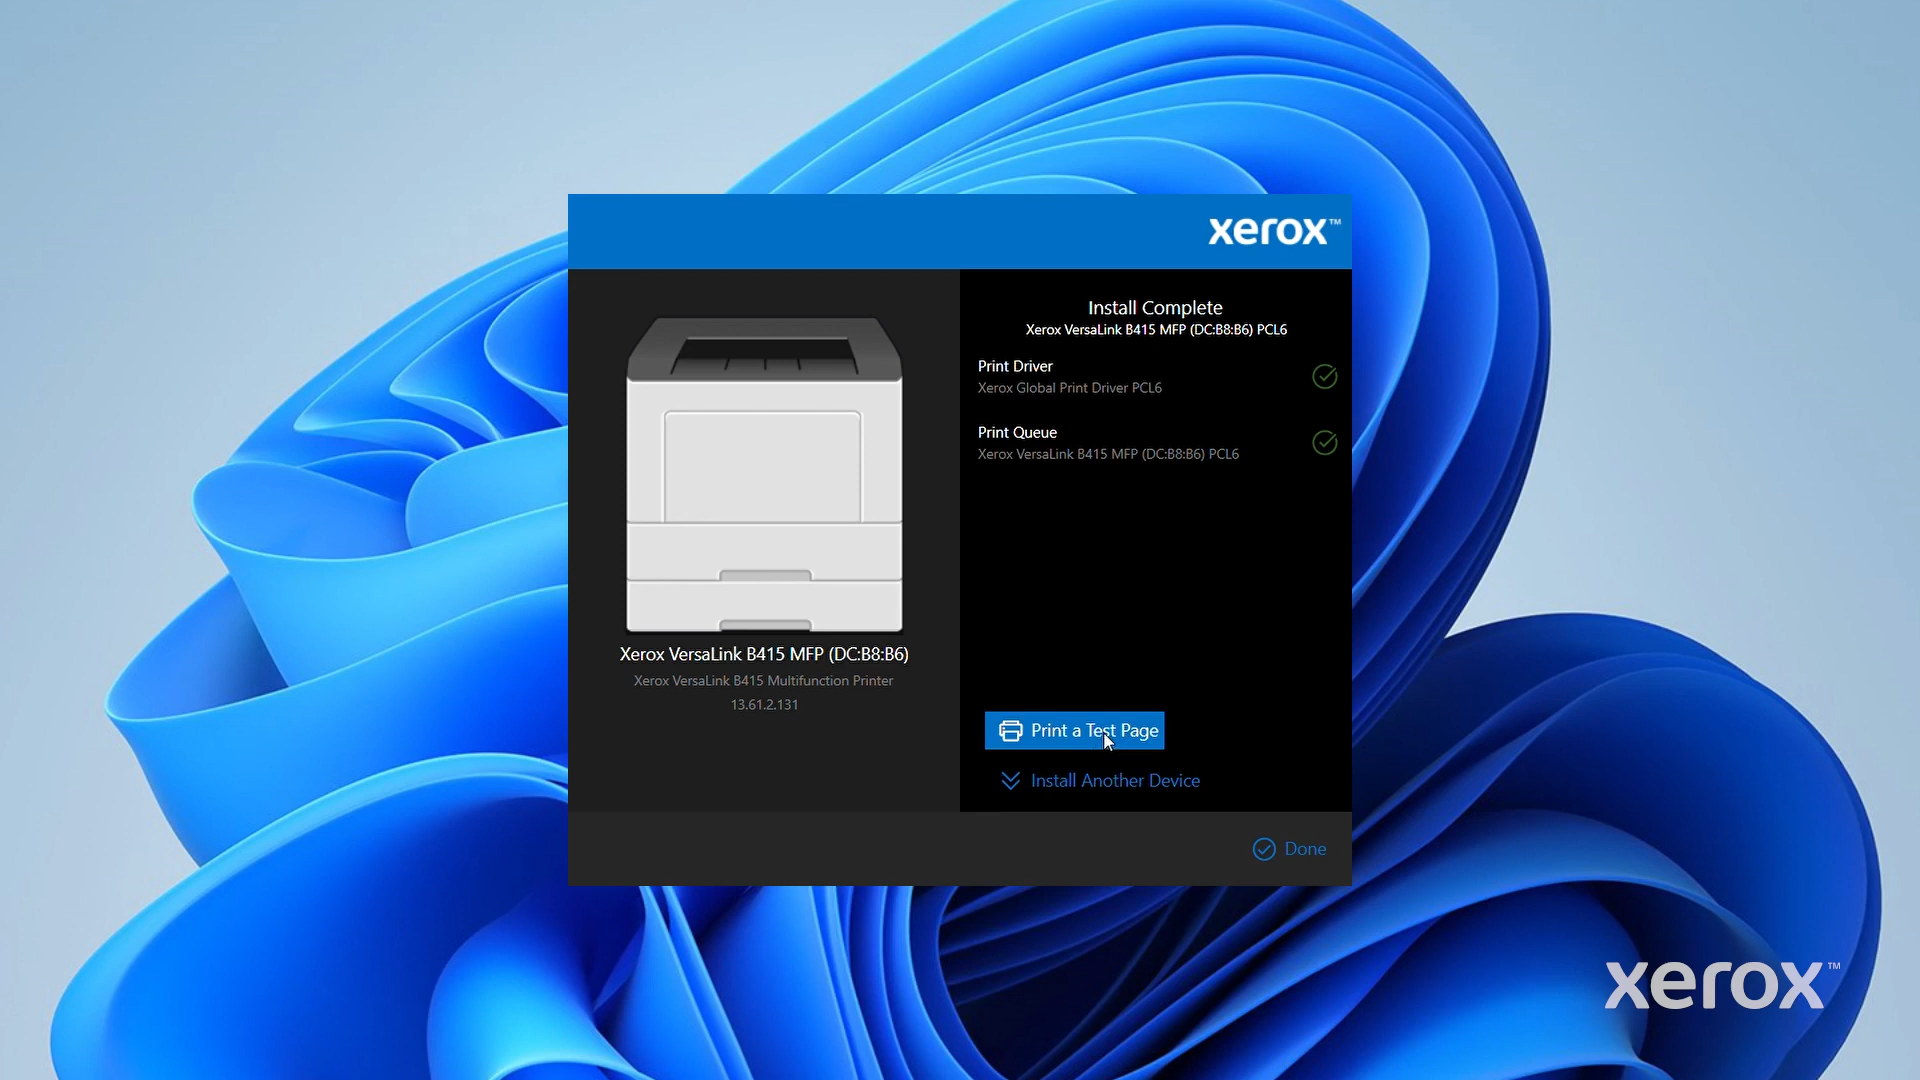 xerox™
Install Complete
Xerox VersaLink B415 MFP (DC:B8:B6) PCL6
Print Driver
Xerox Global Print Driver PCL6
Print Queue
Xerox VersaLink B415 MFP (DC:B8:B6) PCL6
Xerox VersaLink B415 MFP (DC:B8:B6)
Xerox VersaLink B415 Multifunction Printer
13.61.2.131
Print a Test Page
Install Another Device
Done
xerox™